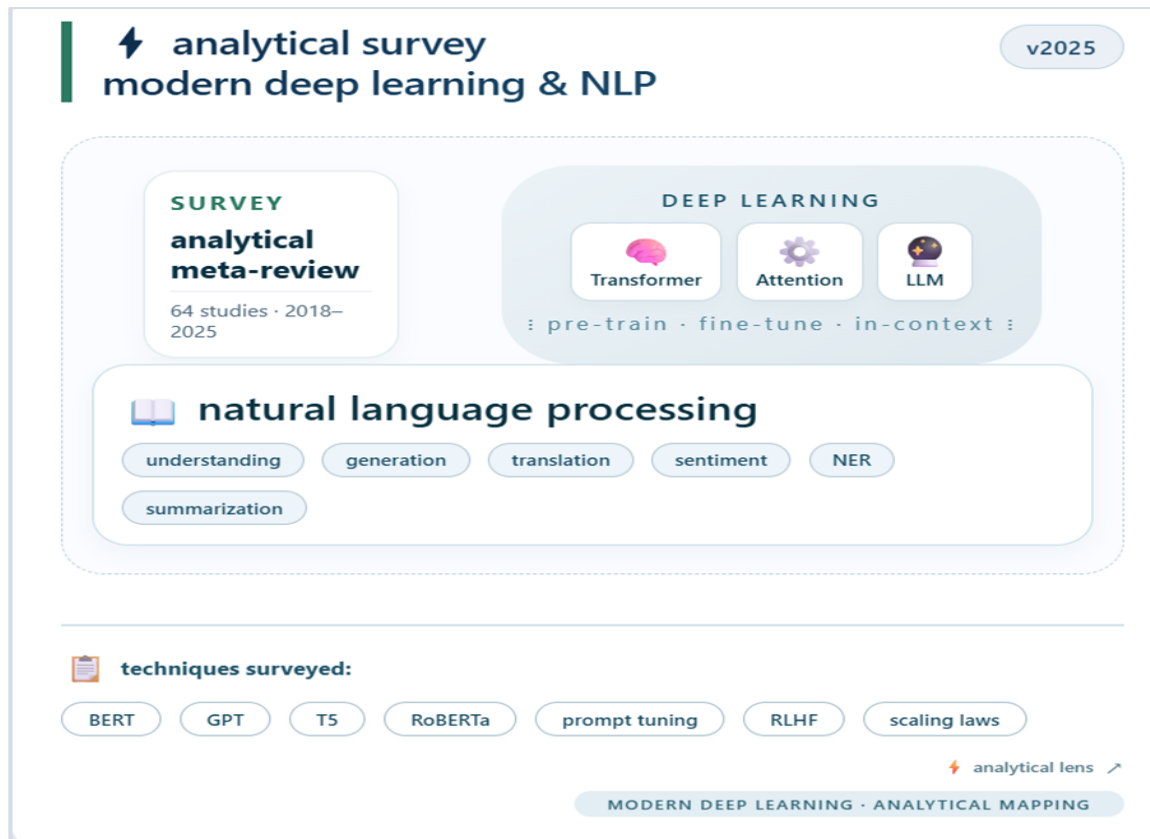 analytical survey
modern deep learning & NLP
v2025
SURVEY
analytical
meta-review
64 studies · 2018–
2025
DEEP LEARNING
Transformer
Attention
LLM
⋮ pre-train · fine-tune · in-context ⋮
natural language processing
understanding
generation
translation
sentiment
NER
summarization
techniques surveyed:
BERT
GPT
T5
RoBERTa
prompt tuning
RLHF
scaling laws
analytical lens ↗
MODERN DEEP LEARNING · ANALYTICAL MAPPING